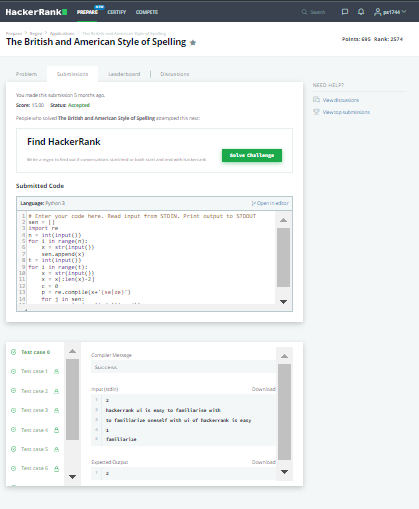 HackerRank
PREPARE
CERTIFY
COMPETE
Search
Prepare > Regex > Applications > The British and American Style of Spelling
The British and American Style of Spelling
Points: 695 Rank: 2574
Problem
Submissions
Leaderboard
Discussions
You made this submission 5 months ago.
Score: 15.00 Status: Accepted
People who solved The British and American Style of Spelling attempted this next:
Find HackerRank
Write a regex to find out if conversations start/end or both start and end with hackerrank
Solve Challenge
NEED HELP?
View discussions
View top submissions
Submitted Code
Language: Python 3
Open in editor
1 # Enter your code here. Read input from STDIN. Print output to STDOUT
2 sen = []
3 import re
4 n = int(input())
5 for i in range(n):
6 x = str(input())
7 sen.append(x)
8 t = int(input())
9 for i in range(t):
10 x = str(input())
11 x = x[:len(x)-2]
12 c = 0
13 p = re.compile(x+'(se|ze)')
14 for j in sen:
Test case 0
Test case 1
Test case 2
Test case 3
Test case 4
Test case 5
Test case 6
Compiler Message
Success
Input (stdin)
Download
1 2
2 hackerrank ui is easy to familiarise with
3 to familiarize oneself with ui of hackerrank is easy
4 1
5 familiarize
Expected Output
Download
1 2